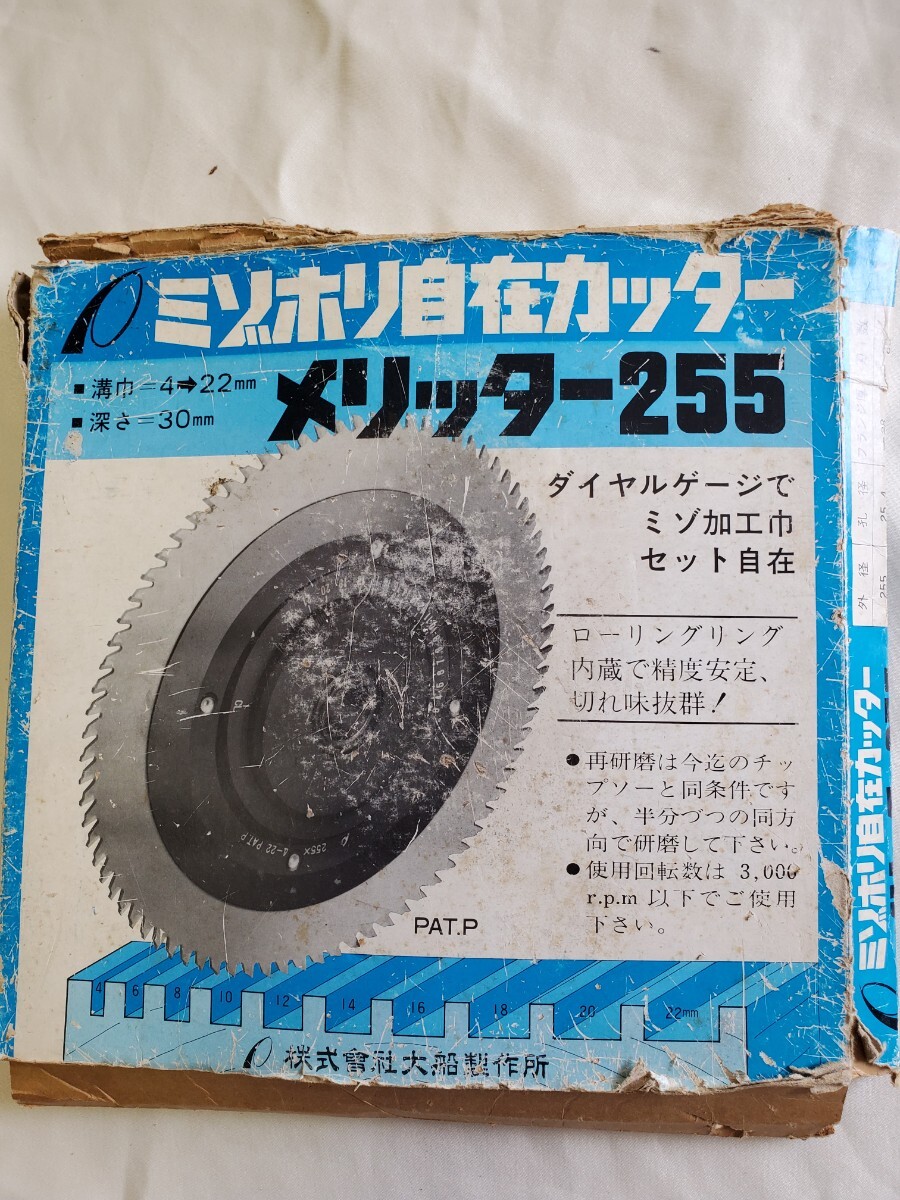 ミゾホリ自在カッター
■溝巾=4➡22mm
■深さ=30mm
メリッター255
ダイヤルゲージで
ミゾ加工巾
セット自在
ローリングリング
内蔵で精度安定、
切れ味抜群!
●再研磨は今迄のチッ
プソーと同条件です
が、半分づつの同方
向で研磨して下さい。
●使用回転数は 3,000
r.p.m 以下でご使用
下さい。
255× 4-22 PAT.P
PAT.P
4 6 8 10 12 14 16 18 20 22mm
株式會社大船製作所
外径 孔径
255 25.4
ミゾホリ自在カッター